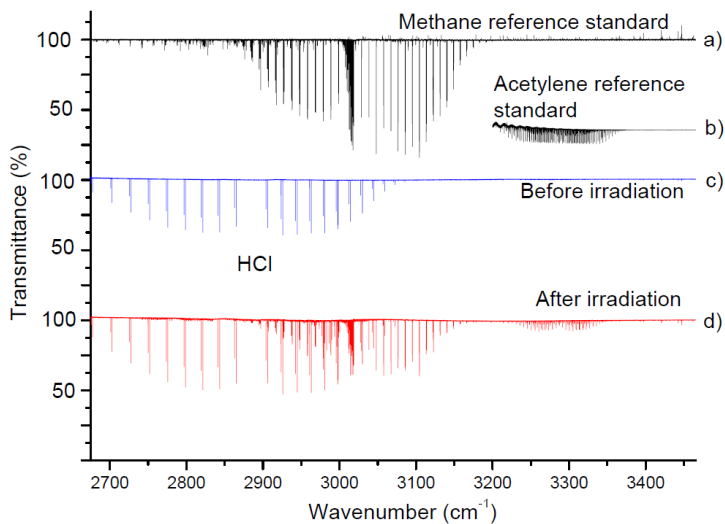 Methane reference standard
a)
100
Acetylene reference
standard
b)
50
100
c)
Before irradiation
50
HCl
After irradiation
100
d)
50
Transmittance (%)
2700 2800 2900 3000 3100 3200 3300 3400
Wavenumber (cm⁻¹)